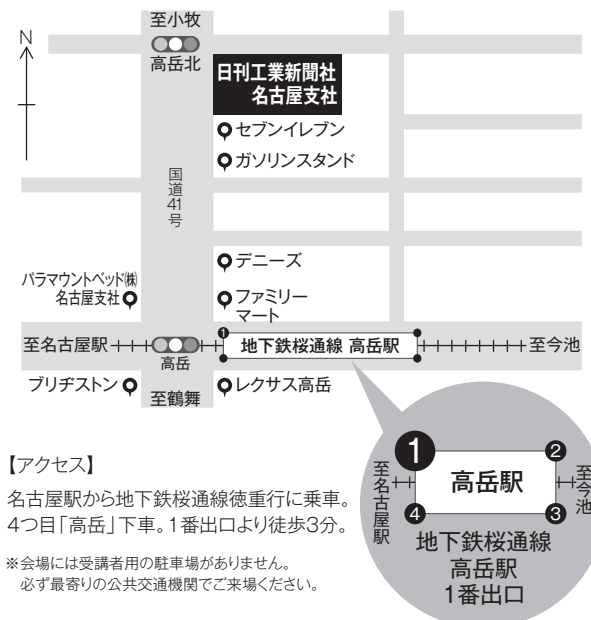 至小牧
N
高岳北
日刊工業新聞社
名古屋支社
セブンイレブン
ガソリンスタンド
国道41号
デニーズ
パラマウントベッド㈱
名古屋支社
ファミリー
マート
至名古屋駅
高岳
1
地下鉄桜通線 高岳駅
至今池
ブリヂストン
至鶴舞
レクサス高岳
【アクセス】
名古屋駅から地下鉄桜通線徳重行に乗車。
4つ目「高岳」下車。1番出口より徒歩3分。
※会場には受講者用の駐車場がありません。
必ず最寄りの公共交通機関でご来場ください。
1
2
至名古屋駅
高岳駅
至今池
4
3
地下鉄桜通線
高岳駅
1番出口